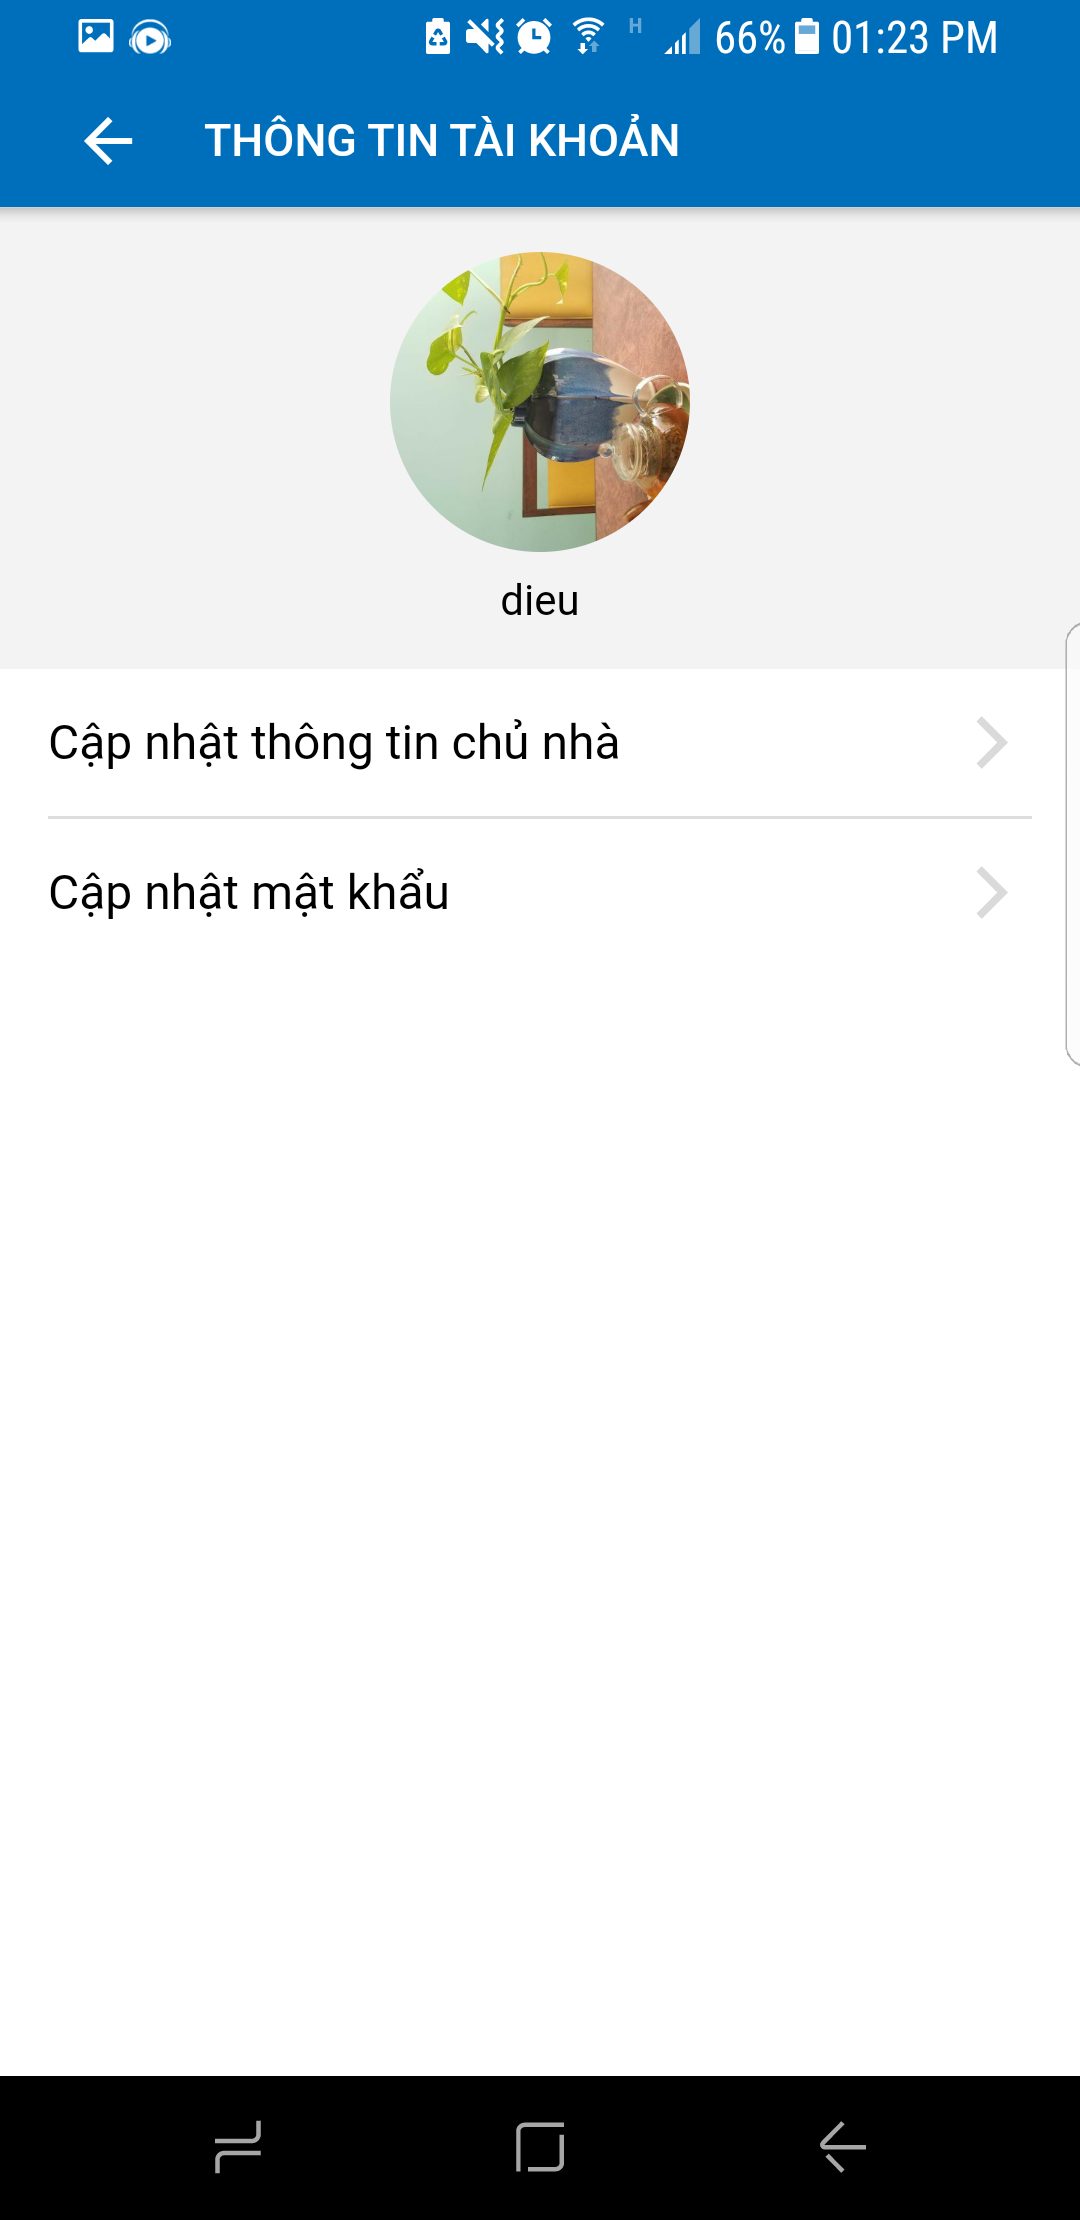 H 66% 01:23 PM
THÔNG TIN TÀI KHOẢN
dieu
Cập nhật thông tin chủ nhà
Cập nhật mật khẩu